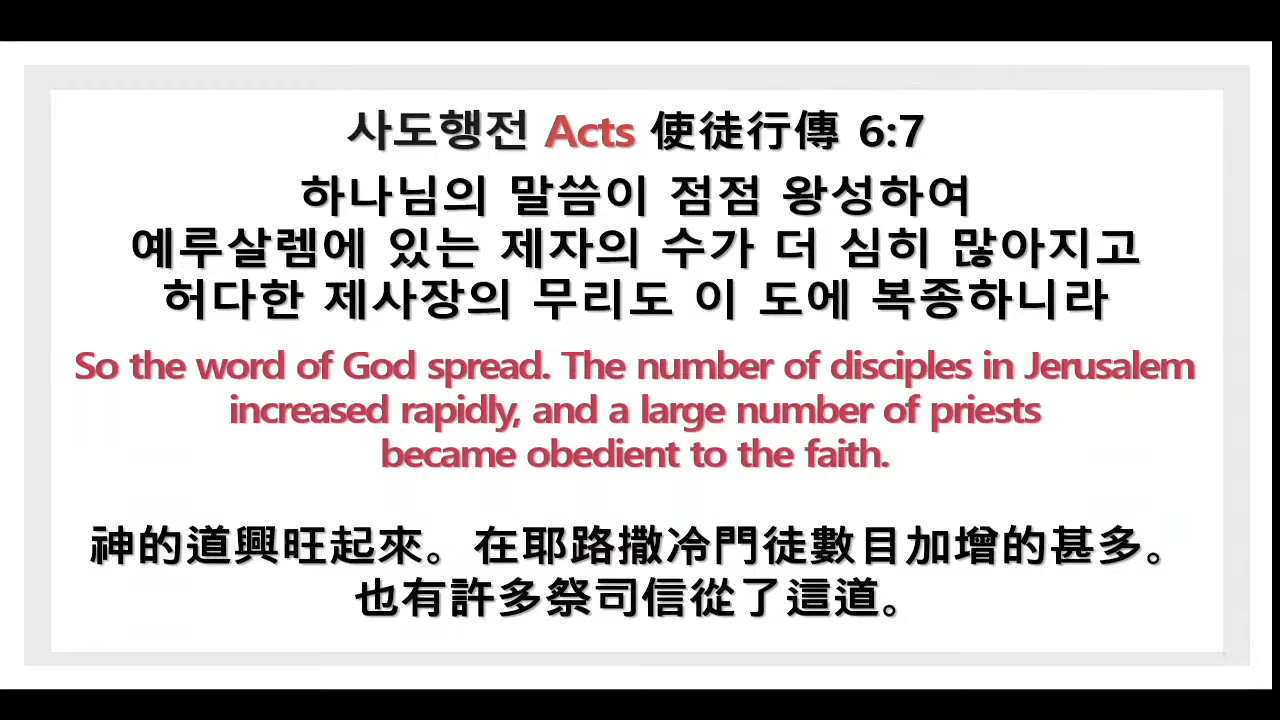 사도행전 Acts 使徒行傳 6:7
하나님의 말씀이 점점 왕성하여
예루살렘에 있는 제자의 수가 더 심히 많아지고
허다한 제사장의 무리도 이 도에 복종하니라
So the word of God spread. The number of disciples in Jerusalem
increased rapidly, and a large number of priests
became obedient to the faith.
神的道興旺起來。在耶路撒冷門徒數目加增的甚多。
也有許多祭司信從了這道。